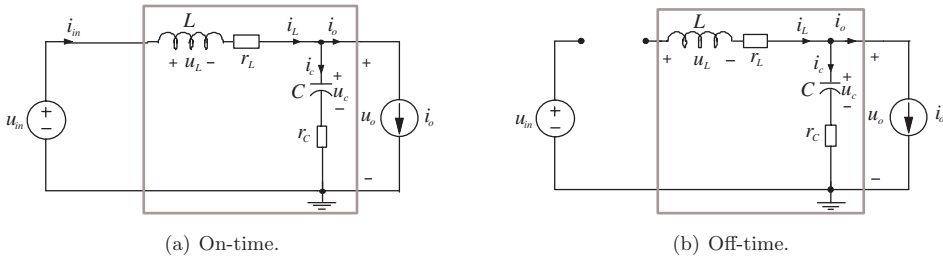 i_in L i_L i_o
+ u_L − r_L
i_c + +
C u_c
u_in + − − u_o i_o
r_C
−
(a) On-time.
L i_L i_o
+ u_L − r_L
i_c + +
C u_c
u_in + − − u_o i_o
r_C
−
(b) Off-time.